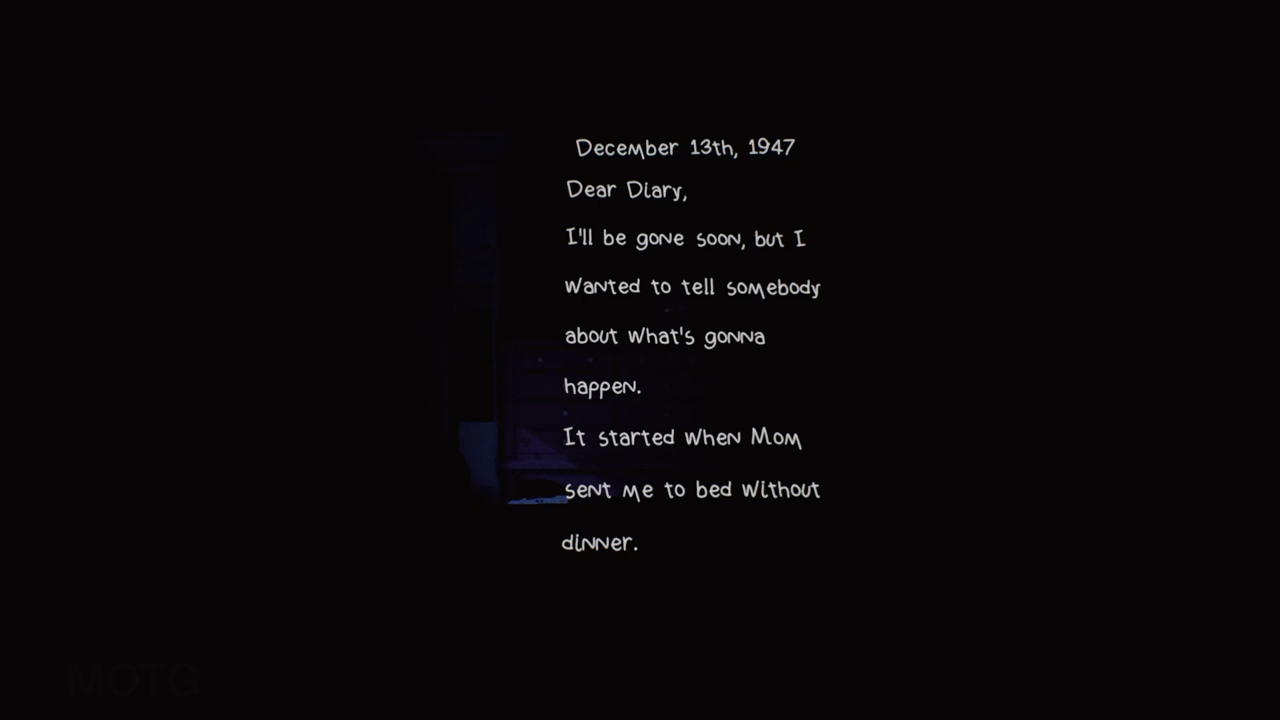 December 13th, 1947
Dear Diary,
I'll be gone soon, but I
wanted to tell somebody
about what's gonna
happen.
It started when Mom
sent me to bed without
dinner.
MOTG